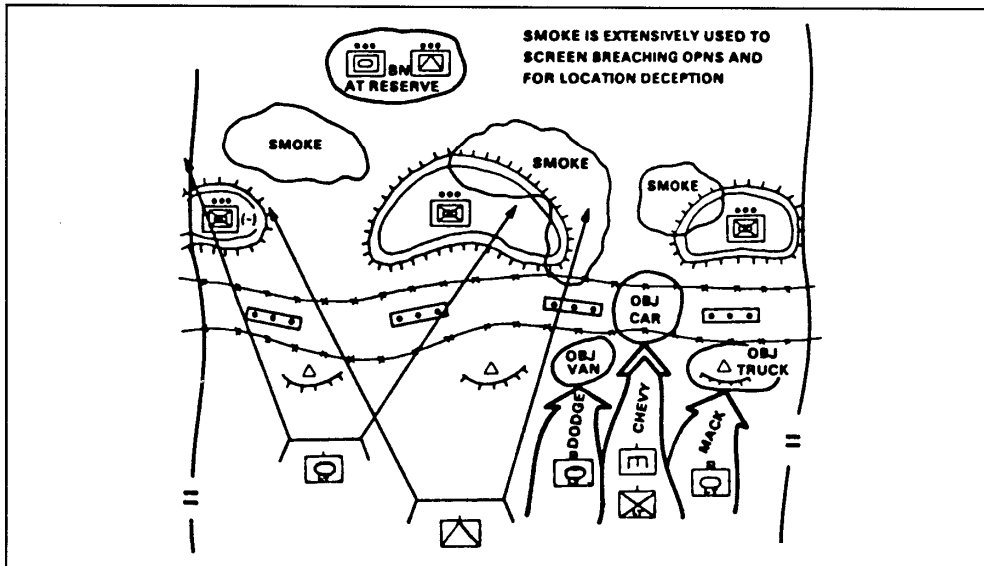 SMOKE IS EXTENSIVELY USED TO
SCREEN BREACHING OPNS AND
FOR LOCATION DECEPTION
BN
AT RESERVE
SMOKE
SMOKE
SMOKE
(-)
OBJ
CAR
OBJ
VAN
OBJ
TRUCK
DODGE
CHEVY
MACK
E